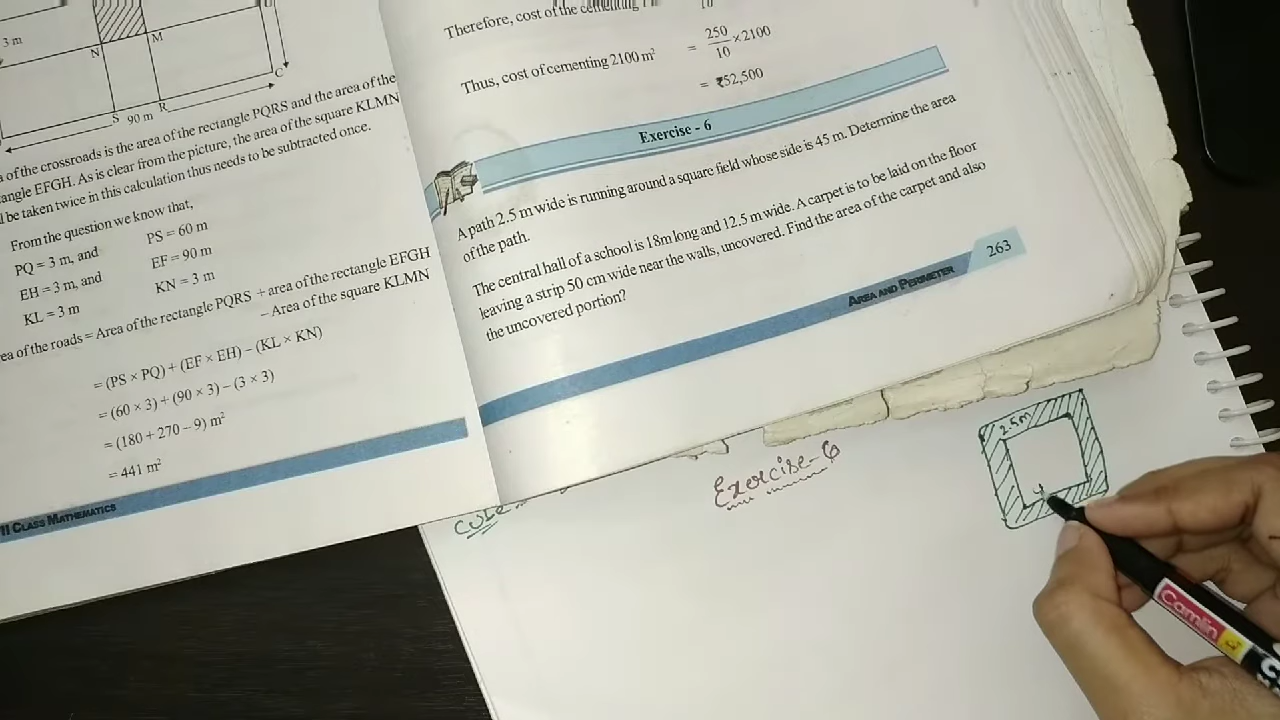 3 m
N
M
S
R
C
90 m
of the crossroads is the area of the rectangle PQRS and the area of the
angle EFGH. As is clear from the picture, the area of the square KLMN
be taken twice in this calculation thus needs to be subtracted once.
From the question we know that,
PQ = 3 m, and PS = 60 m
EH = 3 m, and EF = 90 m
KL = 3 m KN = 3 m
ea of the roads = Area of the rectangle PQRS + area of the rectangle EFGH
– Area of the square KLMN
= (PS × PQ) + (EF × EH) – (KL × KN)
= (60 × 3) + (90 × 3) – (3 × 3)
= (180 + 270 – 9) m²
= 441 m²
II CLASS MATHEMATICS
Therefore, cost of the cementing 1 10
Thus, cost of cementing 2100 m² = 250/10 × 2100
= ₹52,500
Exercise - 6
A path 2.5 m wide is running around a square field whose side is 45 m. Determine the area
of the path.
The central hall of a school is 18m long and 12.5 m wide. A carpet is to be laid on the floor
leaving a strip 50 cm wide near the walls, uncovered. Find the area of the carpet and also
the uncovered portion?
AREA AND PERIMETER 263
Exercise-6
2.5m
4
Camlin